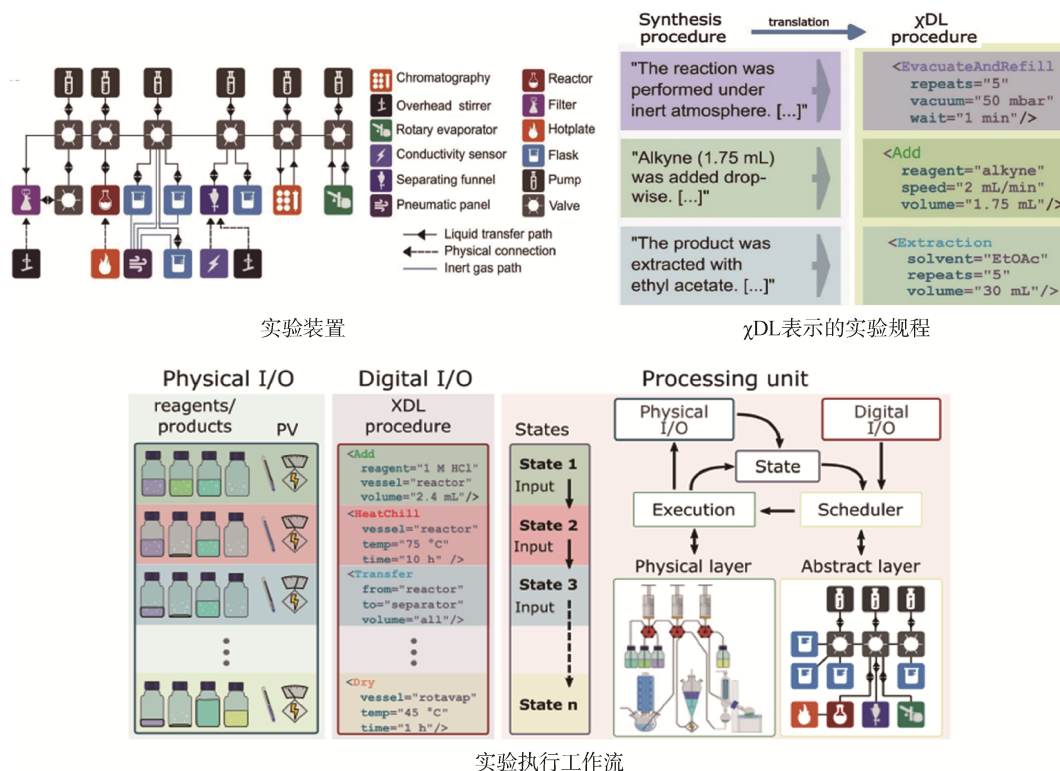 Chromatography
Overhead stirrer
Rotary evaporator
Conductivity sensor
Separating funnel
Pneumatic panel
Reactor
Filter
Hotplate
Flask
Pump
Valve
Liquid transfer path
Physical connection
Inert gas path
实验装置
Synthesis
procedure
translation
χDL
procedure
"The reaction was
performed under
inert atmosphere. [...]"
<EvacuateAndRefill
repeats="5"
vacuum="50 mbar"
wait="1 min"/>
"Alkyne (1.75 mL)
was added drop-
wise. [...]"
<Add
reagent="alkyne"
speed="2 mL/min"
volume="1.75 mL"/>
"The product was
extracted with
ethyl acetate. [...]"
<Extraction
solvent="EtOAc"
repeats="5"
volume="30 mL"/>
χDL表示的实验规程
Physical I/O
reagents/
products
PV
Digital I/O
XDL
procedure
<Add
reagent="1 M HCl"
vessel="reactor"
volume="2.4 mL"/>
<HeatChill
vessel="reactor"
temp="75 °C"
time="10 h" />
<Transfer
from="reactor"
to="separator"
volume="all"/>
<Dry
vessel="rotavap"
temp="45 °C"
time="1 h"/>
States
State 1
Input
State 2
Input
State 3
Input
State n
Processing unit
Physical
I/O
Digital
I/O
State
Execution
Scheduler
Physical layer
Abstract layer
实验执行工作流